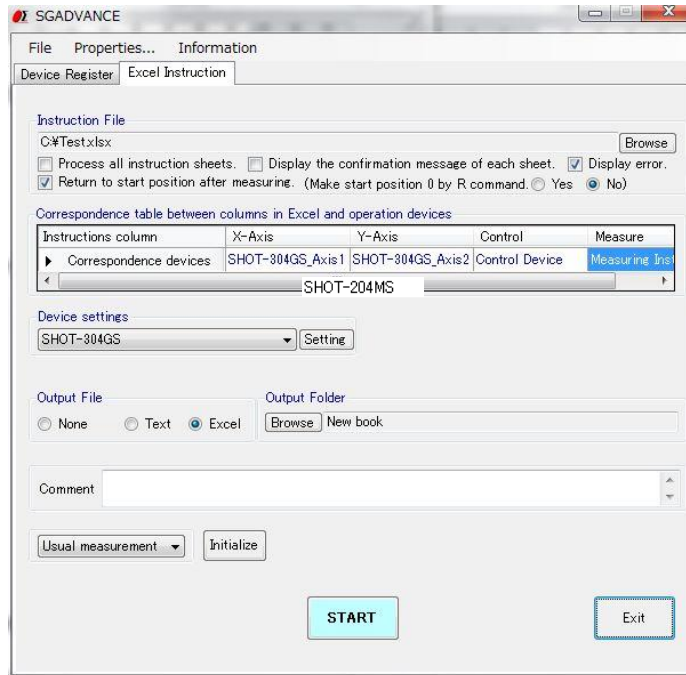 SGADVANCE
File Properties... Information
Device Register Excel Instruction
Instruction File
C:¥Test.xlsx Browse
Process all instruction sheets. Display the confirmation message of each sheet. Display error.
Return to start position after measuring. (Make start position 0 by R command. Yes No)
Correspondence table between columns in Excel and operation devices
Instructions column X-Axis Y-Axis Control Measure
Correspondence devices SHOT-304GS_Axis1 SHOT-304GS_Axis2 Control Device Measuring Inst
SHOT-204MS
Device settings
SHOT-304GS Setting
Output File Output Folder
None Text Excel Browse New book
Comment
Usual measurement Initialize
START Exit